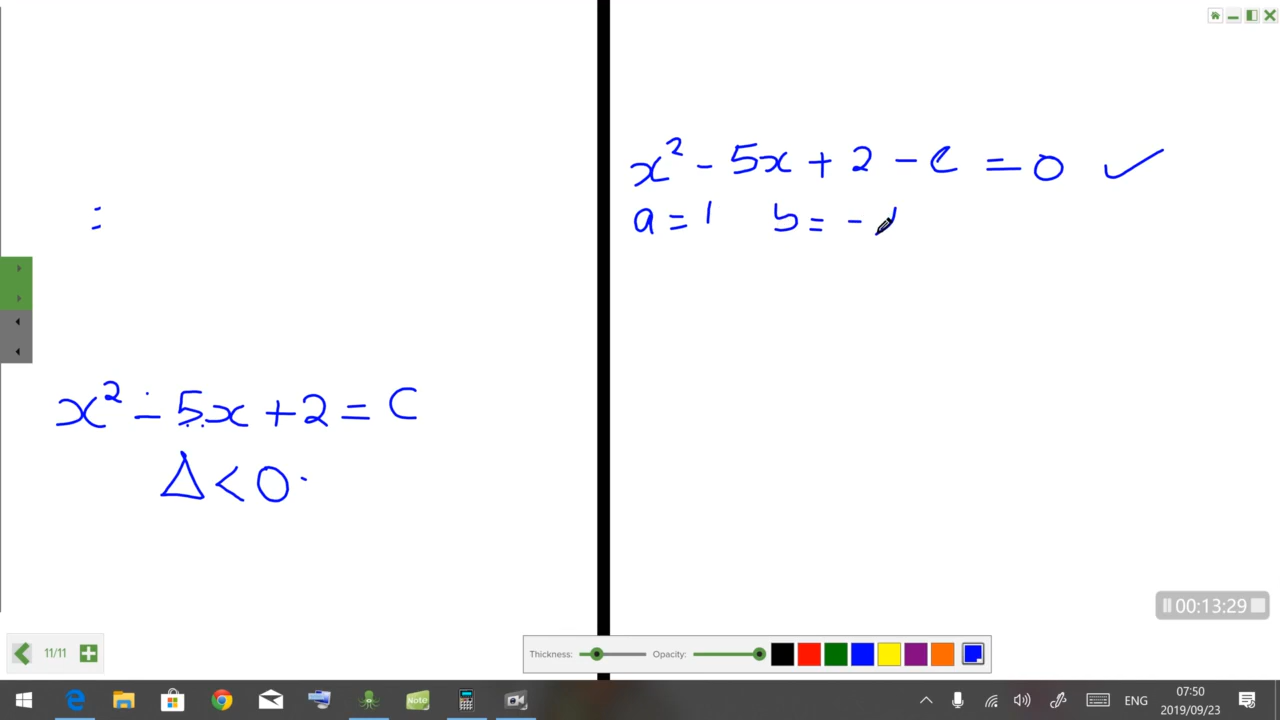 =
x² - 5x + 2 = C
Δ < 0.
x² - 5x + 2 - c = 0 ✓
a = 1 b = -
00:13:29
11/11
Thickness: Opacity:
Note
ENG
07:50
2019/09/23